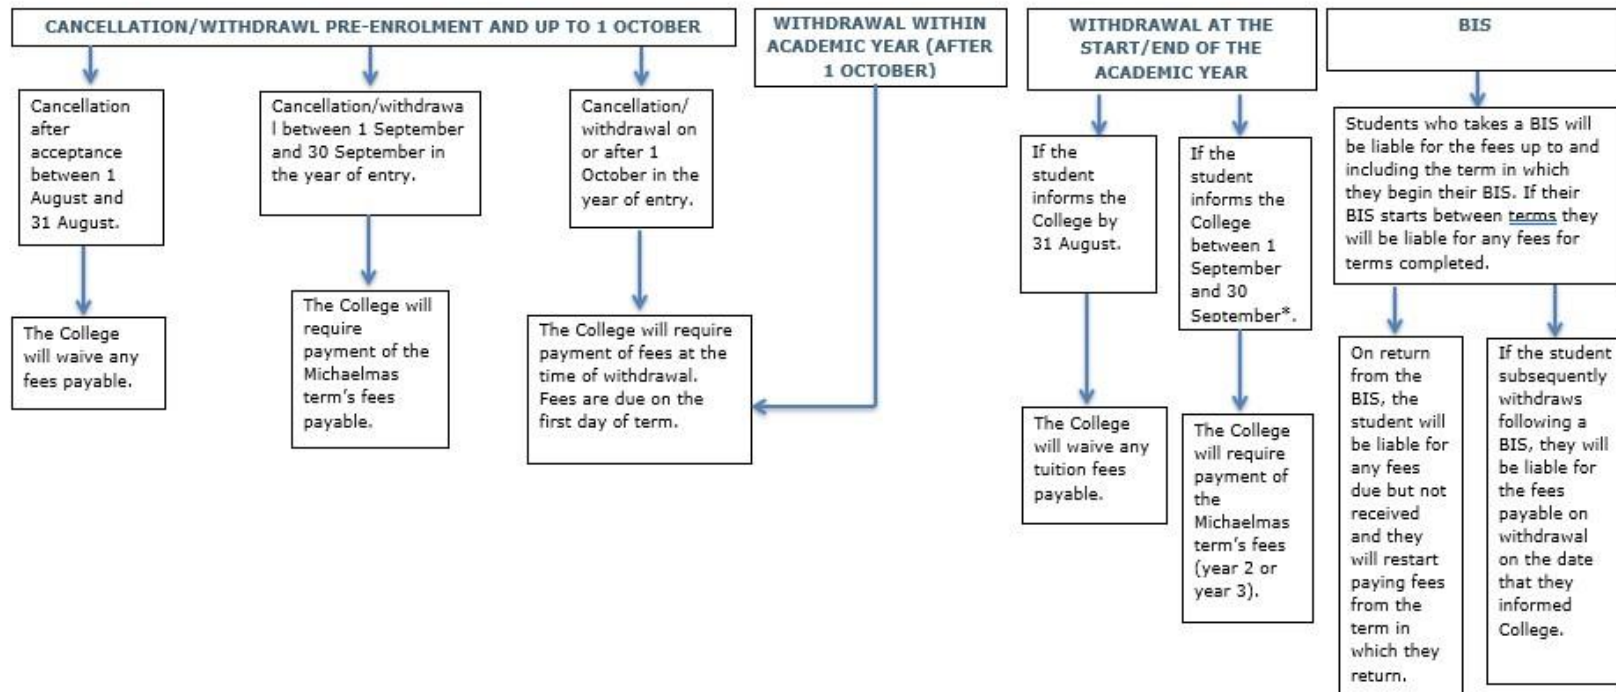 CANCELLATION/WITHDRAWL PRE-ENROLMENT AND UP TO 1 OCTOBER
Cancellation
after
acceptance
between 1
August and
31 August.
The College
will waive any
fees payable.
Cancellation/withdrawa
l between 1 September
and 30 September in
the year of entry.
The College will
require
payment of the
Michaelmas
term's fees
payable.
Cancellation/
withdrawal on
or after 1
October in the
year of entry.
The College will require
payment of fees at the
time of withdrawal.
Fees are due on the
first day of term.
WITHDRAWAL WITHIN
ACADEMIC YEAR (AFTER
1 OCTOBER)
WITHDRAWAL AT THE
START/END OF THE
ACADEMIC YEAR
If the
student
informs the
College by
31 August.
The College
will waive any
tuition fees
payable.
If the
student
informs the
College
between 1
September
and 30
September*.
The College
will require
payment of
the
Michaelmas
term's fees
(year 2 or
year 3).
BIS
Students who takes a BIS will
be liable for the fees up to and
including the term in which
they begin their BIS. If their
BIS starts between terms they
will be liable for any fees for
terms completed.
On return
from the
BIS, the
student will
be liable for
any fees
due but not
received
and they
will restart
paying fees
from the
term in
which they
return.
If the student
subsequently
withdraws
following a
BIS, they will
be liable for
the fees
payable on
withdrawal
on the date
that they
informed
College.